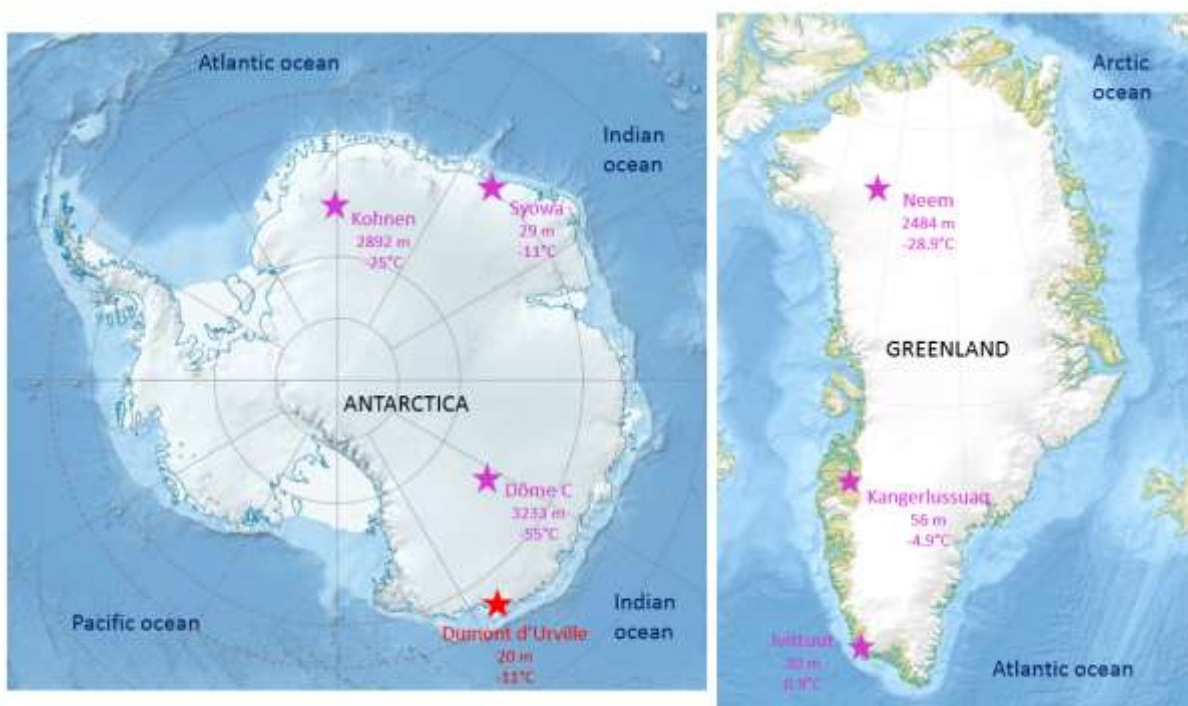 Atlantic ocean
Indian
ocean
Kohnen
2892 m
-25°C
Syowa
29 m
-11°C
ANTARCTICA
Dôme C
3233 m
-55°C
Pacific ocean
Indian
ocean
Dumont d'Urville
20 m
-11°C
Arctic
ocean
Neem
2484 m
-28.9°C
GREENLAND
Kangerlussuaq
56 m
-4.9°C
Ivittuut
30 m
0.9°C
Atlantic ocean